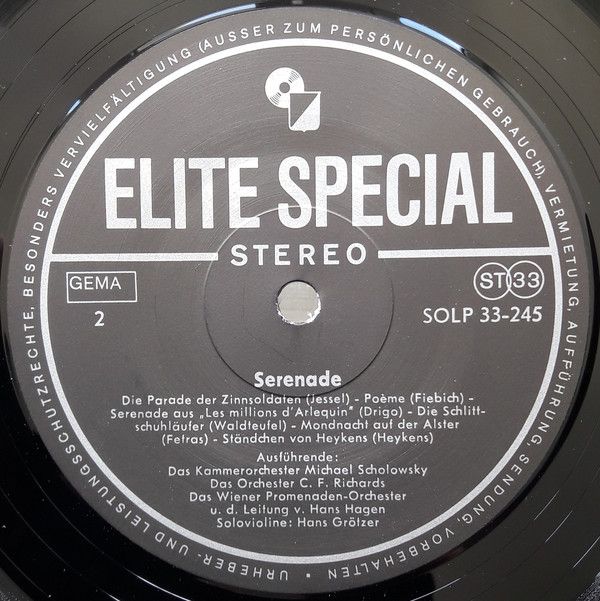 URHEBER- UND LEISTUNGSSCHUTZRECHTE, BESONDERS VERVIELFÄLTIGUNG (AUSSER ZUM PERSÖNLICHEN GEBRAUCH), VERMIETUNG, AUFFÜHRUNG, SENDUNG, VORBEHALTEN •
ELITE SPECIAL
STEREO
GEMA
2
ST 33
SOLP 33-245
Serenade
Die Parade der Zinnsoldaten (Jessel) - Poème (Fiebich) -
Serenade aus „Les millions d'Arlequin” (Drigo) - Die Schlitt-
schuhläufer (Waldteufel) - Mondnacht auf der Alster
(Fetras) - Ständchen von Heykens (Heykens)
Ausführende:
Das Kammerorchester Michael Scholowsky
Das Orchester C. F. Richards
Das Wiener Promenaden-Orchester
u. d. Leitung v. Hans Hagen
Solovioline: Hans Grötzer